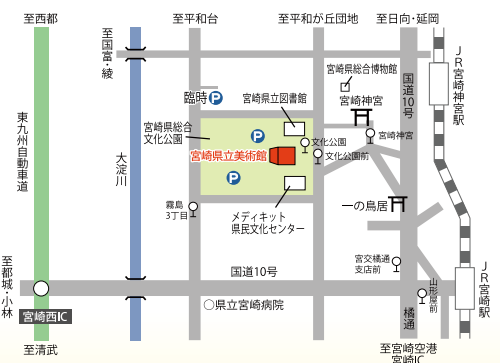 至西都
至平和台
至平和が丘団地
至日向・延岡
至国富・綾
JR宮崎神宮駅
宮崎県総合博物館
国道10号
臨時P
宮崎県立図書館
宮崎神宮
東九州自動車道
大淀川
宮崎県総合
文化公園
P
宮崎神宮
文化公園
宮崎県立美術館
文化公園前
P
霧島
3丁目
メディキット
県民文化センター
一の鳥居
至都城・小林
国道10号
宮交橘通
支店前
山形屋前
JR宮崎駅
宮崎西IC
○県立宮崎病院
橘通
至清武
至宮崎空港
宮崎IC